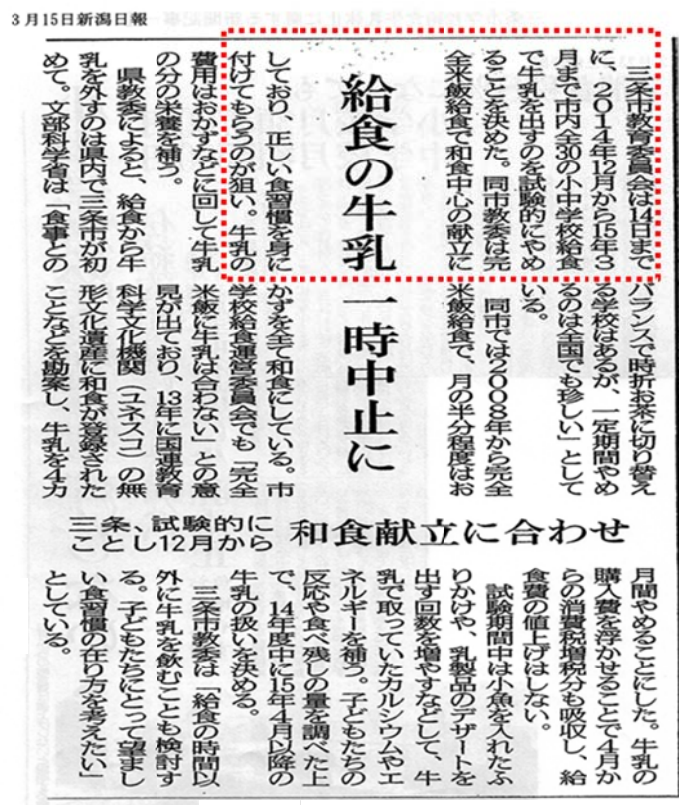 3月15日新潟日報
給食の牛乳 一時中止に
和食献立に合わせ
三条、試験的に
ことし12月から
三条市教育委員会は14日まで
に、2014年12月から15年3
月まで市内全30の小中学校給食
で牛乳を出すのを試験的にやめ
ることを決めた。同市教委は完
全米飯給食で和食中心の献立に
しており、正しい食習慣を身に
付けてもらうのが狙い。牛乳の
費用はおかずなどに回して牛乳
の分の栄養を補う。
県教委によると、給食から牛
乳を外すのは県内で三条市が初
めて。文部科学省は「食事との
バランスで時折お茶に切り替え
る学校はあるが、一定期間やめ
るのは全国でも珍しい」として
いる。
同市では2008年から完全
米飯給食で、月の半分程度はお
かずを全て和食にしている。市
学校給食運営委員会でも「完全
米飯に牛乳は合わない」との意
見が出ており、13年に国連教育
科学文化機関（ユネスコ）の無
形文化遺産に和食が登録された
ことなどを勘案し、牛乳を4カ
月間やめることにした。牛乳の
購入費を浮かせることで4月か
らの消費税増税分も吸収し、給
食費の値上げはしない。
試験期間中は小魚を入れたふ
りかけや、乳製品のデザートを
出す回数を増やすなどして、牛
乳で取っていたカルシウムやエ
ネルギーを補う。子どもたちの
反応や食べ残しの量を調べた上
で、14年度中に15年4月以降の
牛乳の扱いを決める。
三条市教委は「給食の時間以
外に牛乳を飲むことも検討す
る。子どもたちにとって望まし
い食習慣の在り方を考えたい」
としている。